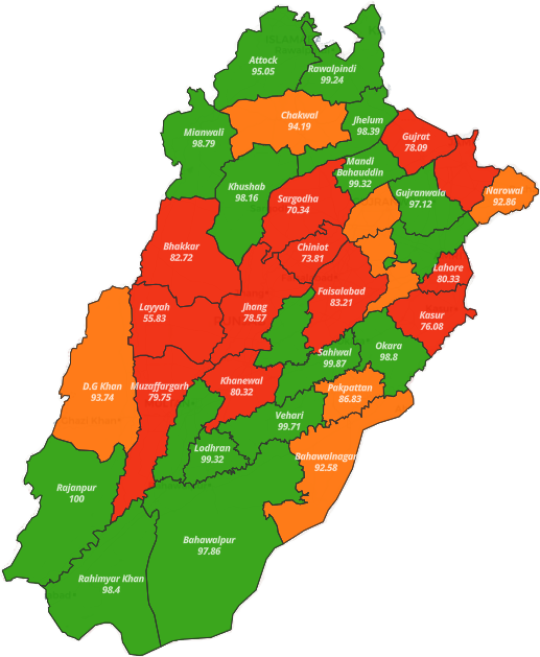 Attock
95.05
Rawalpindi
99.24
Chakwal
94.19
Jhelum
98.39
Mianwali
98.79
Gujrat
78.09
Mandi
Bahauddin
99.32
Khushab
98.16
Gujranwala
97.12
Narowal
92.86
Sargodha
70.34
Bhakkar
82.72
Chiniot
73.81
Lahore
80.33
Faisalabad
83.21
Layyah
55.83
Jhang
78.57
Kasur
76.08
Sahiwal
99.87
Okara
98.8
D.G Khan
93.74
Muzaffargarh
79.75
Khanewal
80.32
Pakpattan
86.83
Vehari
99.71
Lodhran
99.32
Bahawalnagar
92.58
Rajanpur
100
Bahawalpur
97.86
Rahimyar Khan
98.4